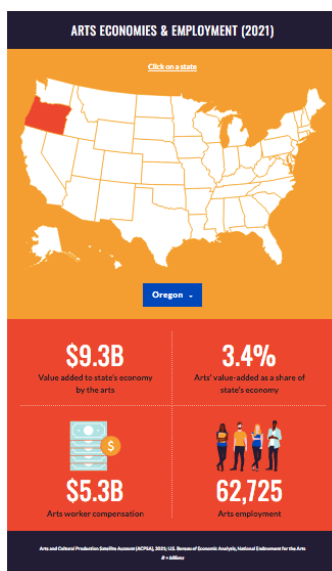 ARTS ECONOMIES & EMPLOYMENT (2021)
Click on a state
Oregon
$9.3B
Value added to state's economy
by the arts
3.4%
Arts' value-added as a share of
state's economy
$
$5.3B
Arts worker compensation
62,725
Arts employment
Arts and Cultural Production Satellite Account (ACPSA), 2021; U.S. Bureau of Economic Analysis, National Endowment for the Arts
B = billions